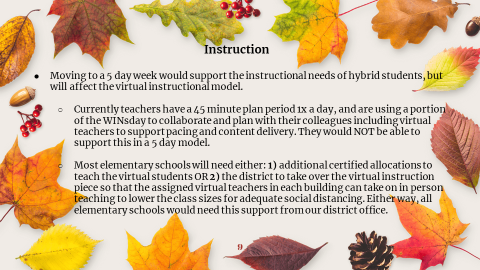 Instruction
● Moving to a 5 day week would support the instructional needs of hybrid students, but
will affect the virtual instructional model.
○ Currently teachers have a 45 minute plan period 1x a day, and are using a portion
of the WINsday to collaborate and plan with their colleagues including virtual
teachers to support pacing and content delivery. They would NOT be able to
support this in a 5 day model.
○ Most elementary schools will need either: 1) additional certified allocations to
teach the virtual students OR 2) the district to take over the virtual instruction
piece so that the assigned virtual teachers in each building can take on in person
teaching to lower the class sizes for adequate social distancing. Either way, all
elementary schools would need this support from our district office.